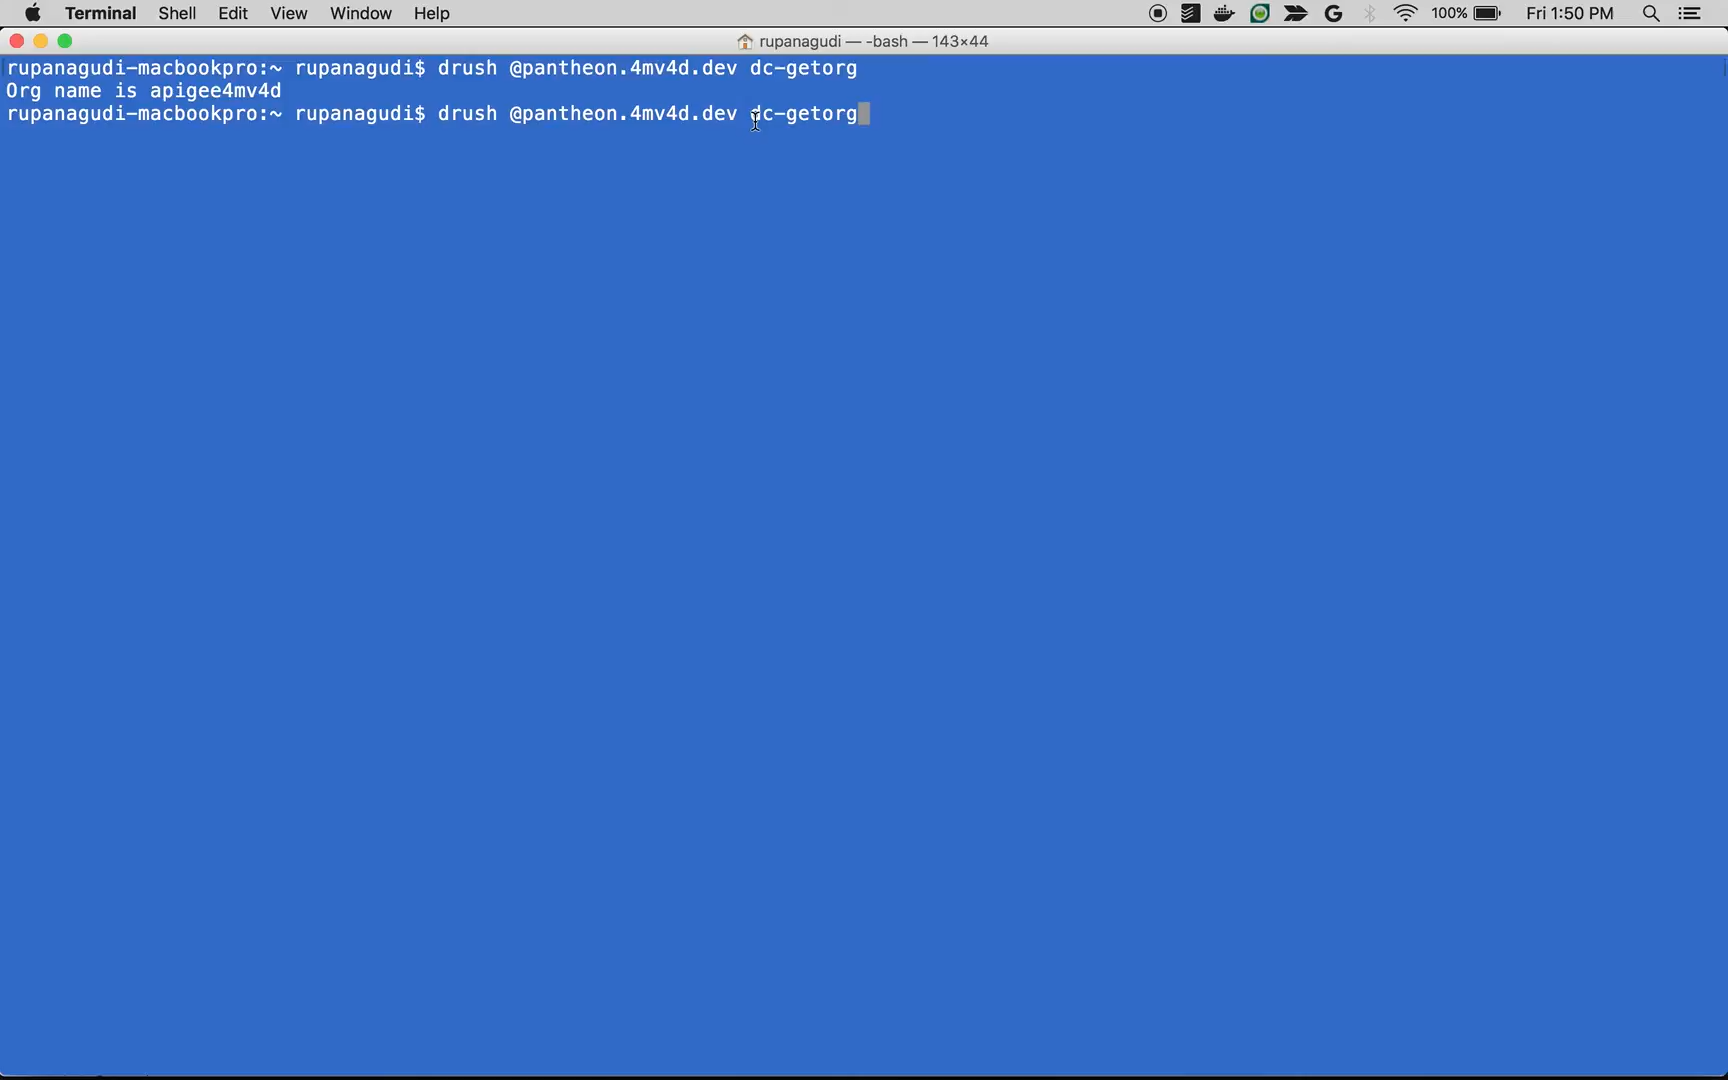 Terminal Shell Edit View Window Help 100% Fri 1:50 PM
rupanagudi — -bash — 143×44
rupanagudi-macbookpro:~ rupanagudi$ drush @pantheon.4mv4d.dev dc-getorg
Org name is apigee4mv4d
rupanagudi-macbookpro:~ rupanagudi$ drush @pantheon.4mv4d.dev dc-getorg